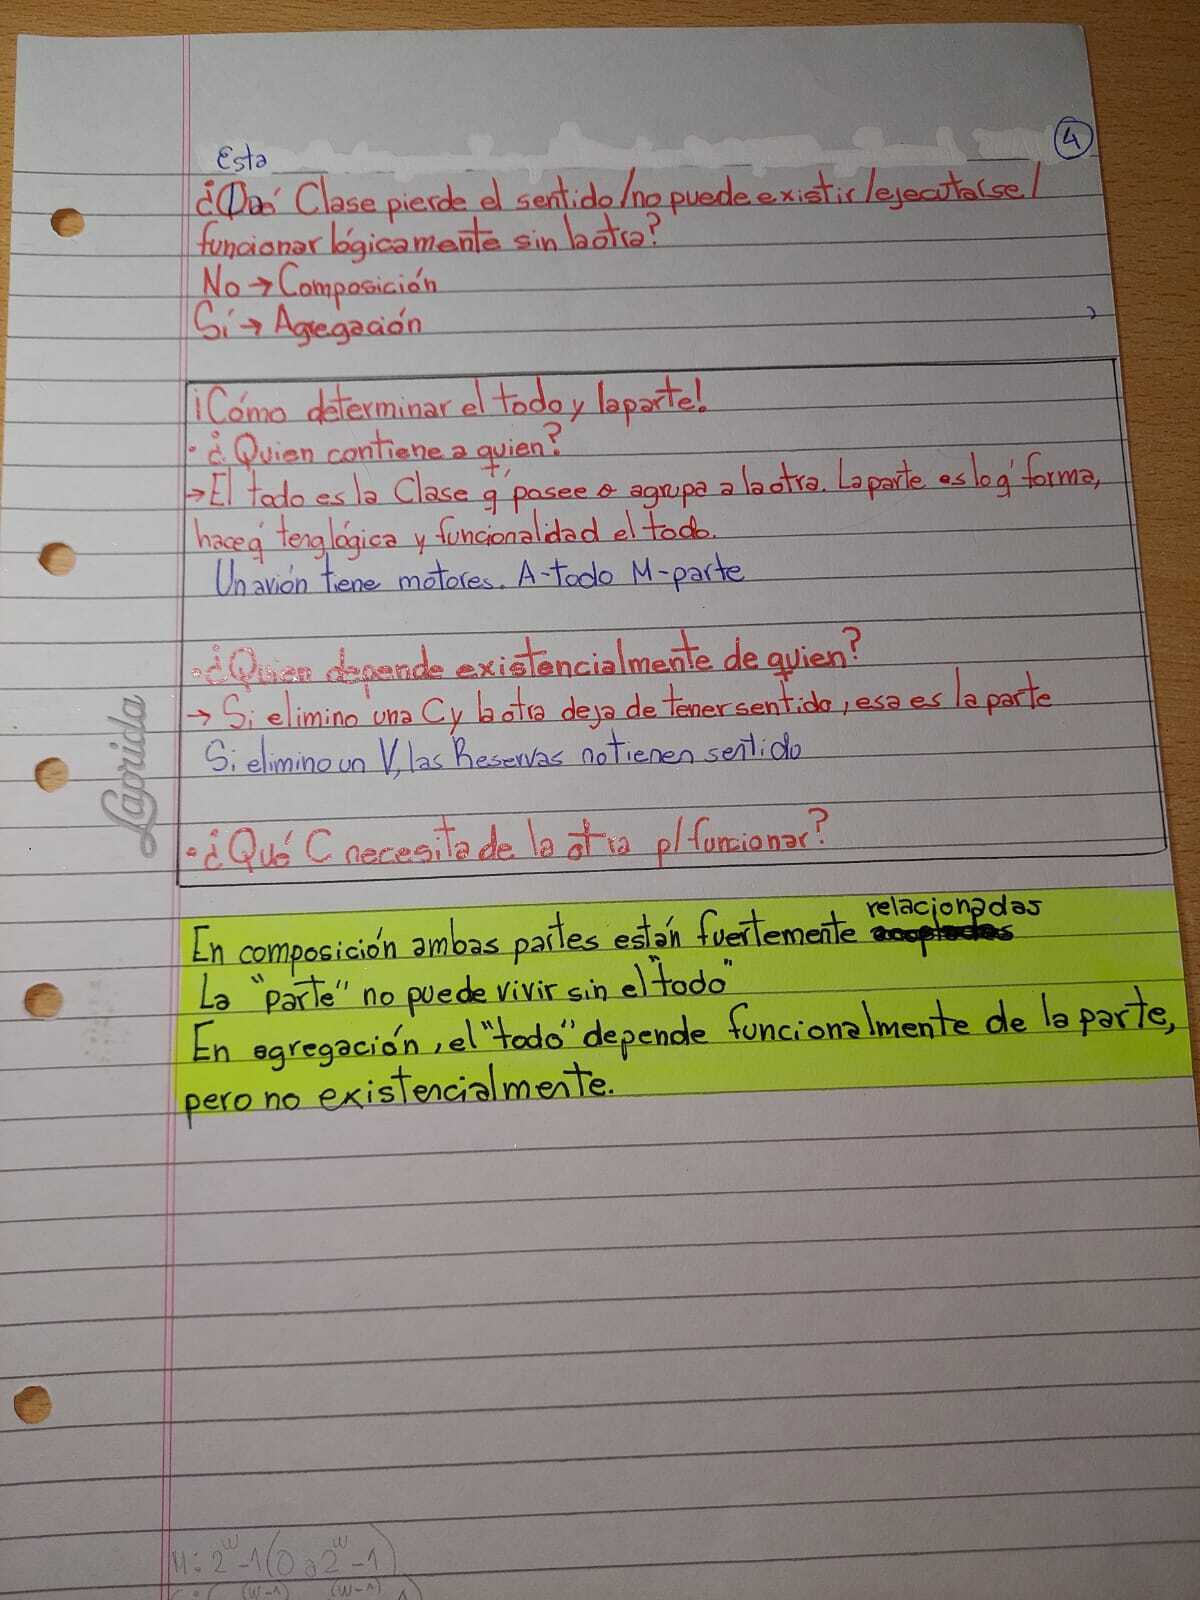 4
Esta
¿ Clase pierde el sentido/no puede existir/ejecutarse/
funcionar lógicamente sin la otra?
No → Composición
Sí → Agregación
¡Cómo determinar el todo y la parte!
· ¿Quien contiene a quien?
→ El todo es la Clase q' posee o agrupa a la otra. La parte es lo q' forma,
hace q' teng lógica y funcionalidad el todo.
Un avión tiene motores. A-todo M-parte
· ¿Quien depende existencialmente de quien?
→ Si elimino una C y la otra deja de tener sentido, esa es la parte
Si elimino un V, las Reservas no tienen sentido
· ¿Qué C necesita de la otra p/ funcionar?
Laprida
relacionadas
En composición ambas partes están fuertemente
La "parte" no puede vivir sin el "todo"
En agregación, el "todo" depende funcionalmente de la parte,
pero no existencialmente.
M: 2^w-1 (0 a 2^w-1)
(w-1) (w-1)